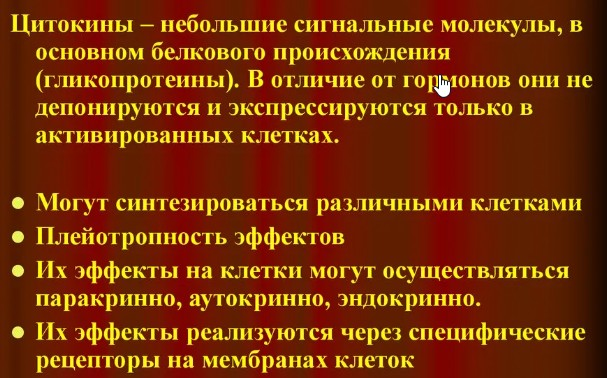 Цитокины – небольшие сигнальные молекулы, в
основном белкового происхождения
(гликопротеины). В отличие от гормонов они не
депонируются и экспрессируются только в
активированных клетках.
● Могут синтезироваться различными клетками
● Плейотропность эффектов
● Их эффекты на клетки могут осуществляться
паракринно, аутокринно, эндокринно.
● Их эффекты реализуются через специфические
рецепторы на мембранах клеток